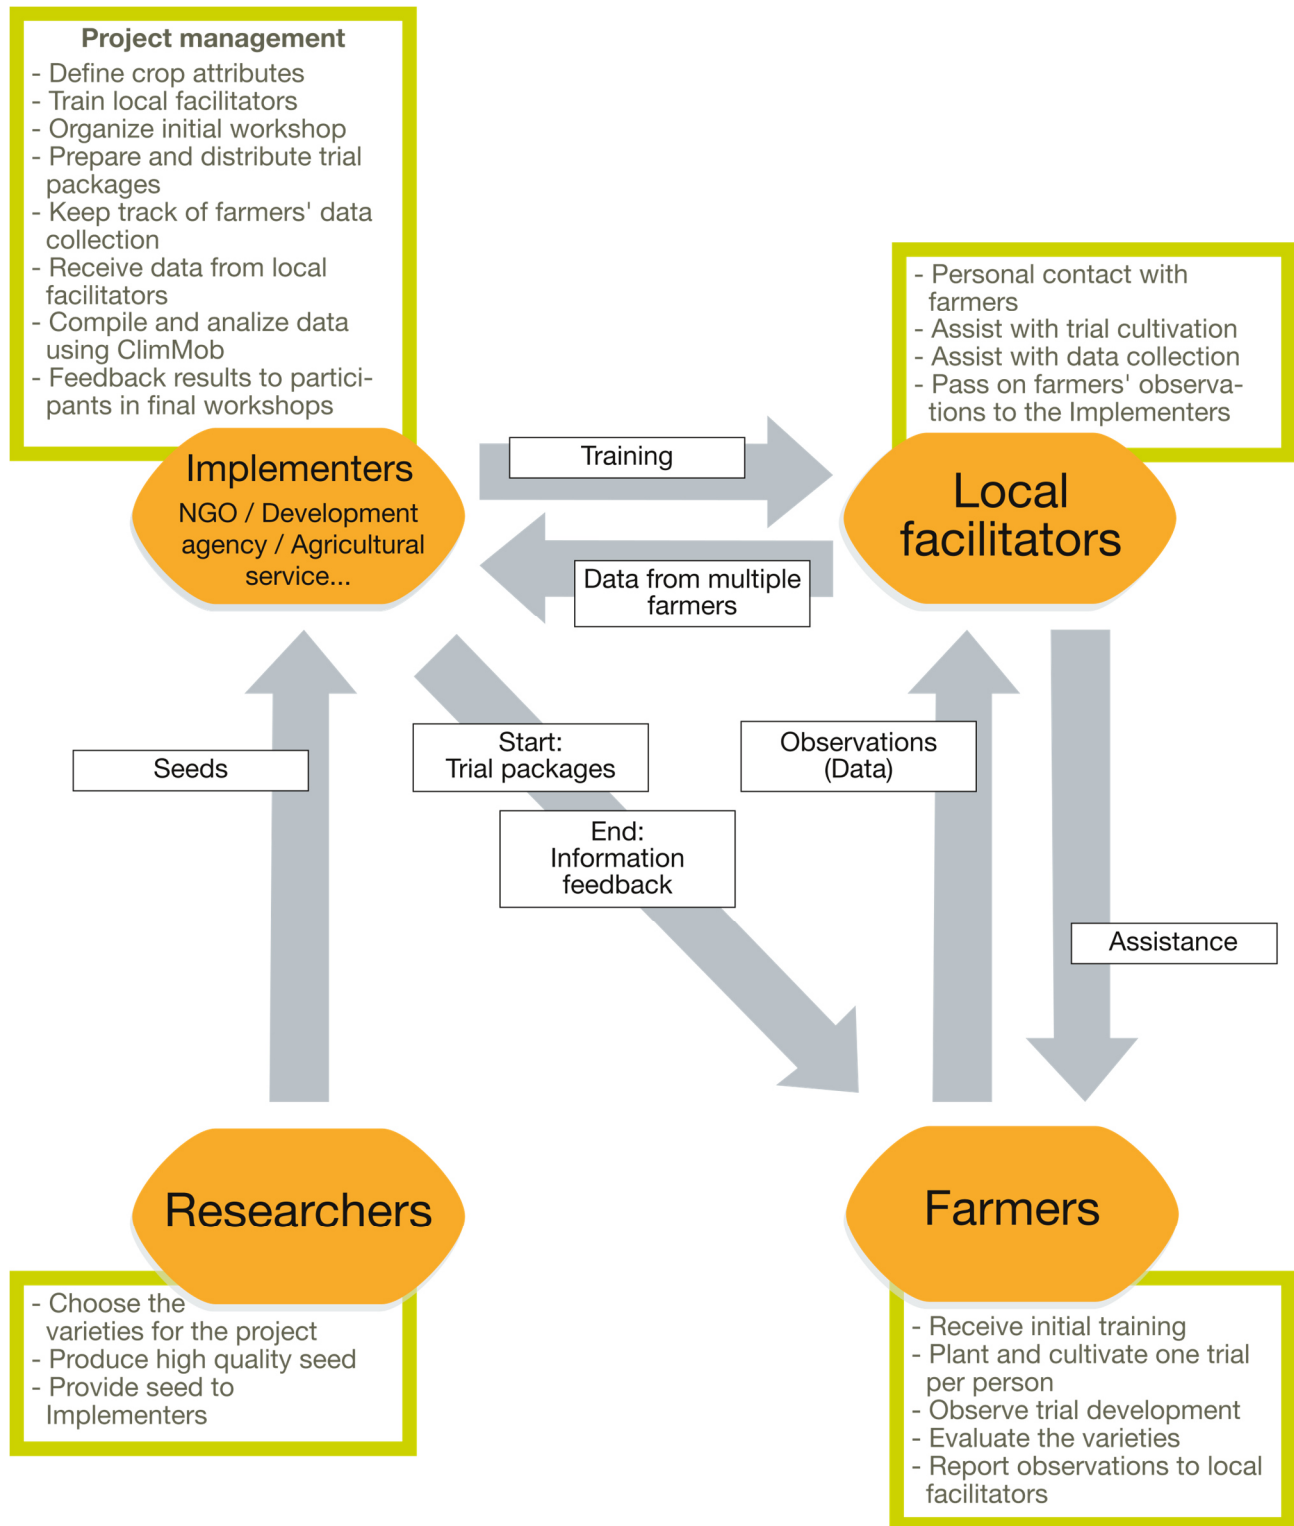 Project management
- Define crop attributes
- Train local facilitators
- Organize initial workshop
- Prepare and distribute trial
packages
- Keep track of farmers' data
collection
- Receive data from local
facilitators
- Compile and analize data
using ClimMob
- Feedback results to partici-
pants in final workshops
Implementers
NGO / Development
agency / Agricultural
service...
- Personal contact with
farmers
- Assist with trial cultivation
- Assist with data collection
- Pass on farmers' observa-
tions to the Implementers
Local
facilitators
Training
Data from multiple
farmers
Seeds
Start:
Trial packages
End:
Information
feedback
Observations
(Data)
Assistance
Researchers
- Choose the
varieties for the project
- Produce high quality seed
- Provide seed to
Implementers
Farmers
- Receive initial training
- Plant and cultivate one trial
per person
- Observe trial development
- Evaluate the varieties
- Report observations to local
facilitators